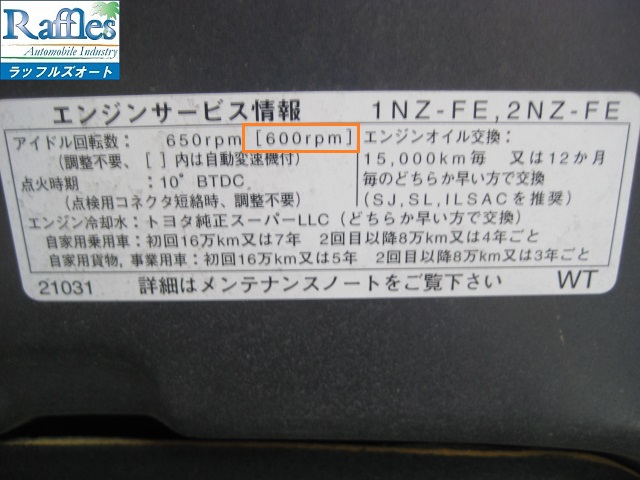 Raffles
Automobile Industry
ラッフルズオート
エンジンサービス情報 1NZ-FE,2NZ-FE
アイドル回転数： 650rpm [600rpm]
(調整不要、[ ]内は自動変速機付)
点火時期 ：10° BTDC
(点検用コネクタ短絡時、調整不要)
エンジンオイル交換：
15,000km毎 又は12か月
毎のどちらか早い方で交換
(SJ,SL,ILSACを推奨)
エンジン冷却水：トヨタ純正スーパーLLC（どちらか早い方で交換）
自家用乗用車：初回16万km又は7年 2回目以降8万km又は4年ごと
自家用貨物，事業用車：初回16万km又は5年 2回目以降8万km又は3年ごと
21031 詳細はメンテナンスノートをご覧下さい WT